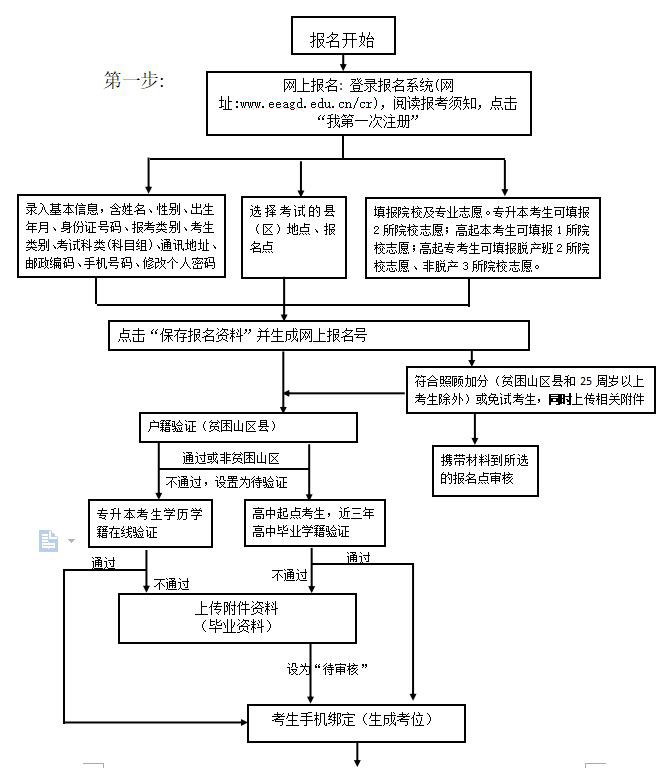 报名开始
第一步:
网上报名: 登录报名系统(网
址:www.eeagd.edu.cn/cr), 阅读报考须知, 点击
“我第一次注册”
录入基本信息, 含姓名、性别、出生
年月、身份证号码、报考类别、考生
类别、考试科类(科目组)、通讯地址、
邮政编码、手机号码、修改个人密码
选择考试的县
（区）地点、报
名点
填报院校及专业志愿。专升本考生可填报
2 所院校志愿; 高起本考生可填报 1 所院
校志愿; 高起专考生可填报脱产班 2 所院
校志愿、非脱产 3 所院校志愿。
点击“保存报名资料”并生成网上报名号
符合照顾加分（贫困山区县和 25 周岁以上
考生除外）或免试考生, 同时上传相关附件
户籍验证（贫困山区县）
携带材料到所选
的报名点审核
通过或非贫困山区
不通过, 设置为待验证
专升本考生学历学
籍在线验证
高中起点考生, 近三年
高中毕业学籍验证
通过
不通过
不通过
通过
上传附件资料
（毕业资料）
设为“待审核”
考生手机绑定（生成考位）